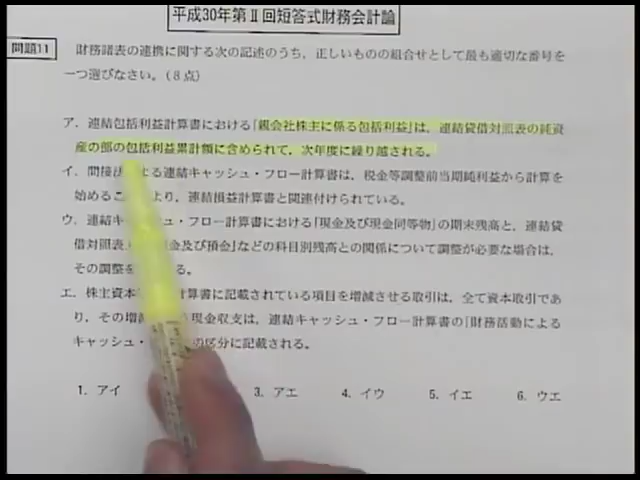 平成30年第Ⅱ回短答式財務会計論
問題11 財務諸表の連携に関する次の記述のうち、正しいものの組合せとして最も適切な番号を
一つ選びなさい。(8点)
ア．連結包括利益計算書における「親会社株主に係る包括利益」は、連結貸借対照表の純資
産の部の包括利益累計額に含められて、次年度に繰り越される。
イ．間接法による連結キャッシュ・フロー計算書は、税金等調整前当期純利益から計算を
始めるこ より、連結損益計算書と関連付けられている。
ウ．連結キャ ュ・フロー計算書における「現金及び現金同等物」の期末残高と、連結貸
借対照表 金及び預金」などの科目別残高との関係について調整が必要な場合は、
その調整を る。
エ．株主資本 計算書に記載されている項目を増減させる取引は、全て資本取引であ
り、その増 現金収支は、連結キャッシュ・フロー計算書の「財務活動による
キャッシュ・ の区分に記載される。
1．アイ 3．アエ 4．イウ 5．イエ 6．ウエ